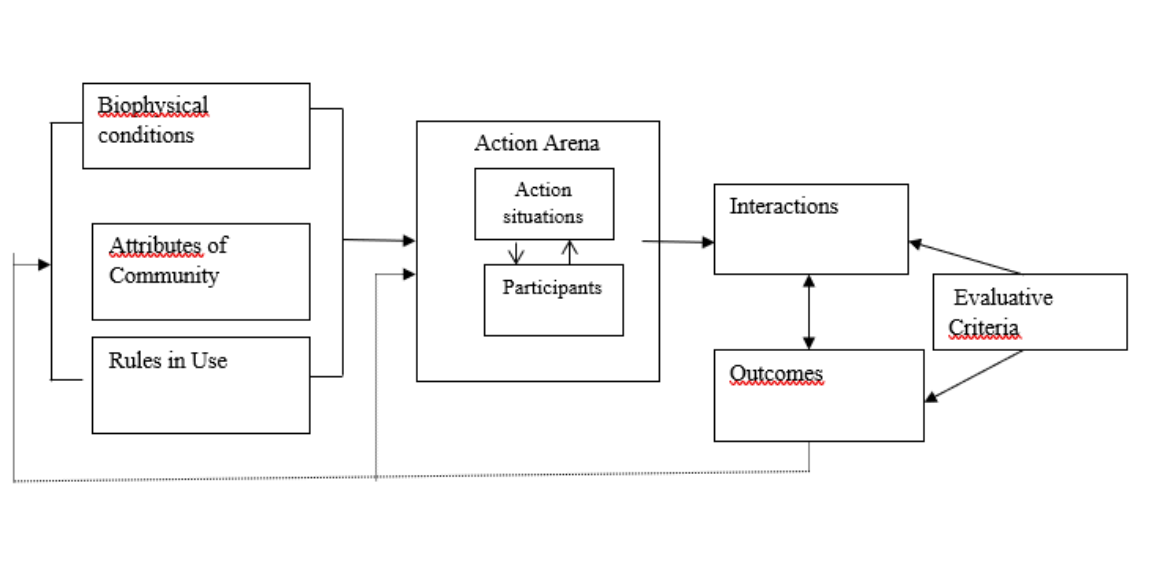 Biophysical
conditions
Attributes of
Community
Rules in Use
Action Arena
Action
situations
Participants
Interactions
Outcomes
Evaluative
Criteria